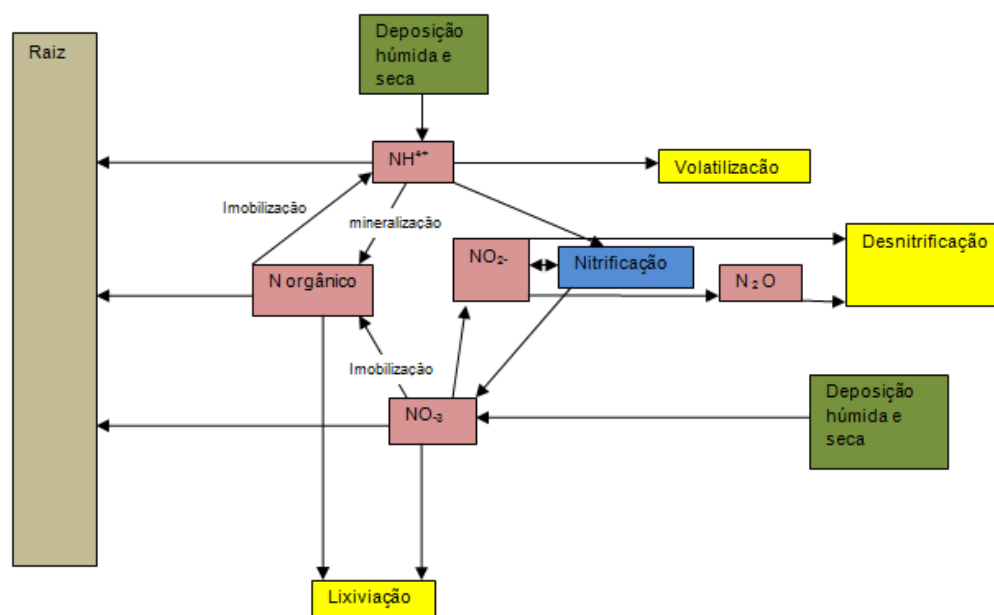 Raiz
Deposição
húmida e
seca
NH⁴⁺
Volatilizacão
Imobilização
mineralização
N orgânico
NO₂-
Nitrificação
N₂O
Desnitrificação
Imobilização
NO₋₃
Deposição
húmida e
seca
Lixiviação